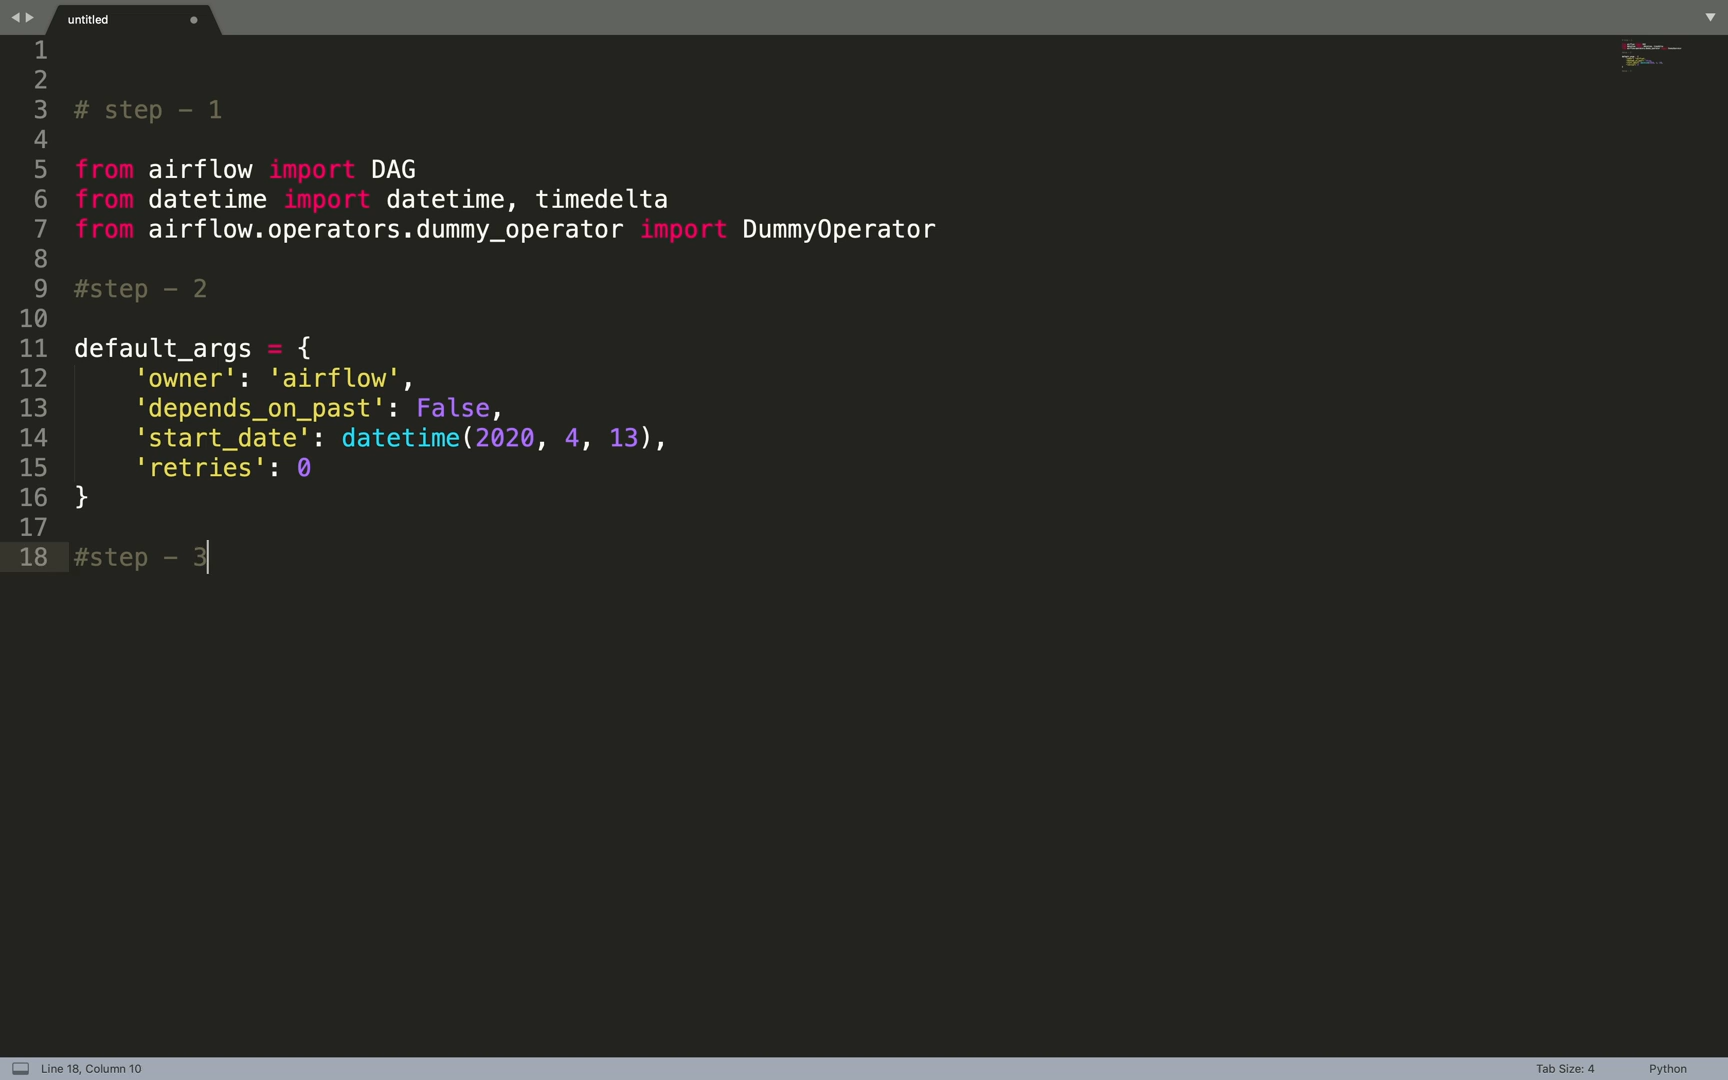 untitled
1
2
3 # step - 1
4
5 from airflow import DAG
6 from datetime import datetime, timedelta
7 from airflow.operators.dummy_operator import DummyOperator
8
9 #step - 2
10
11 default_args = {
12     'owner': 'airflow',
13     'depends_on_past': False,
14     'start_date': datetime(2020, 4, 13),
15     'retries': 0
16 }
17
18 #step - 3
Line 18, Column 10
Tab Size: 4
Python